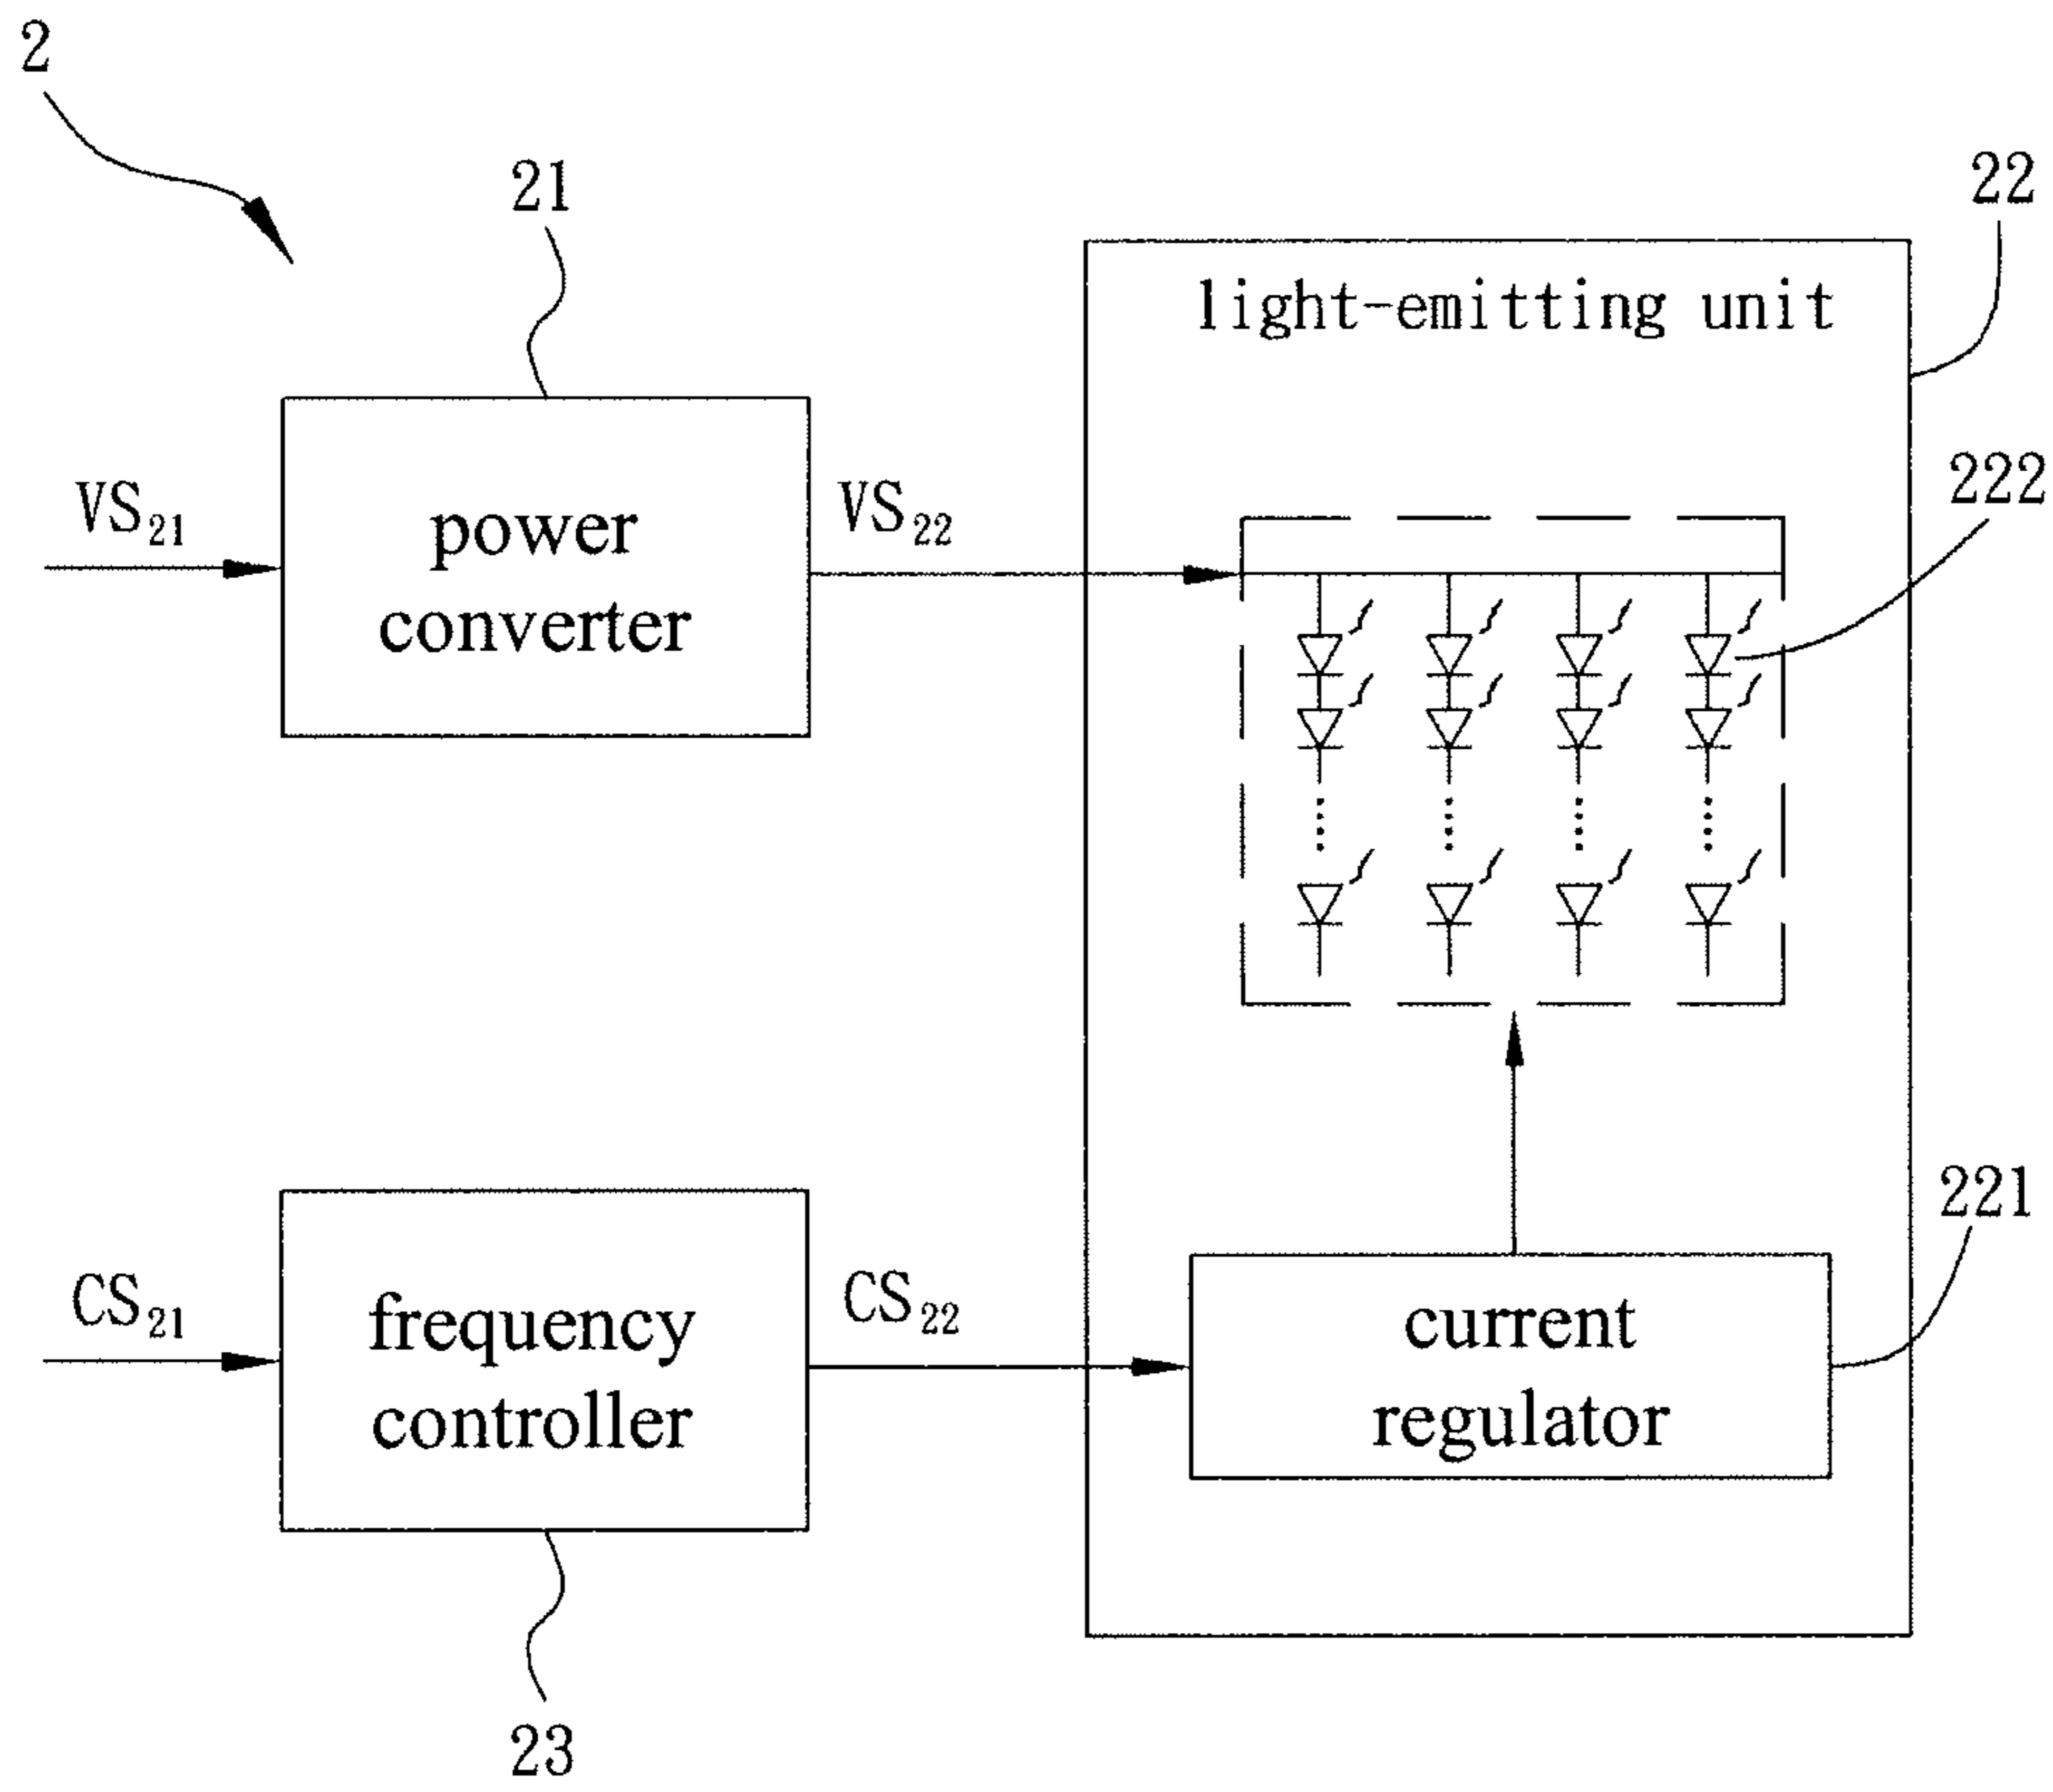 2
21
22
light-emitting unit
222
VS21
power
converter
VS22
221
CS21
frequency
controller
CS22
current
regulator
23